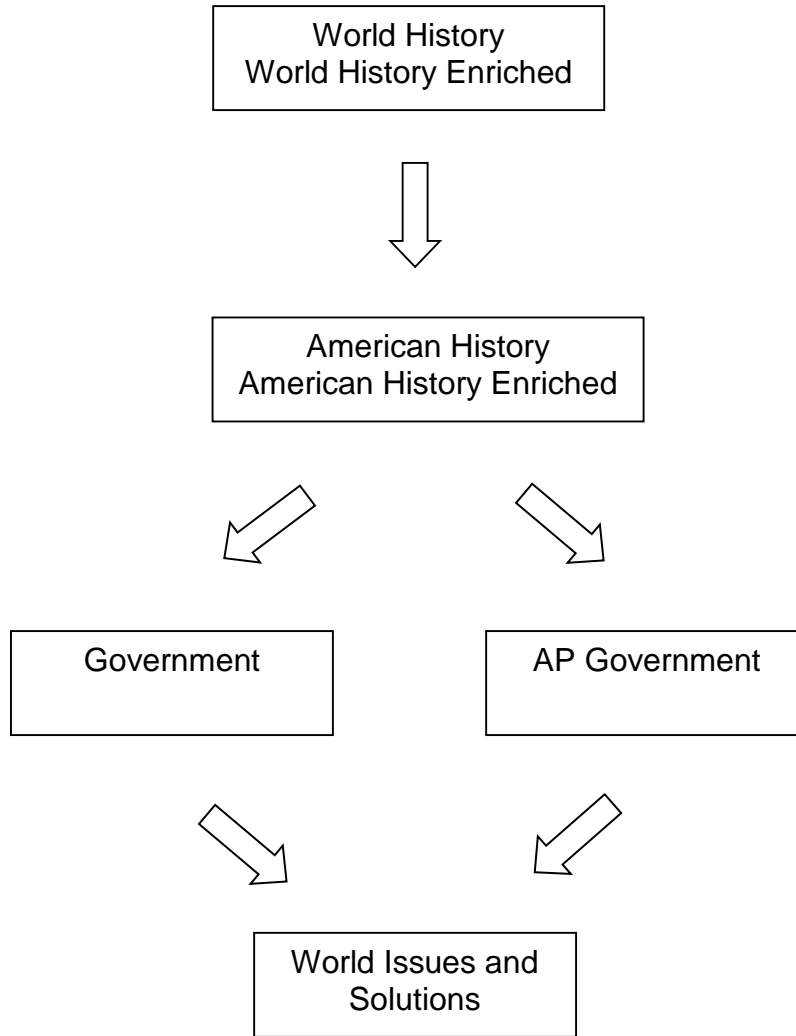 World History
World History Enriched
American History
American History Enriched
Government
AP Government
World Issues and
Solutions